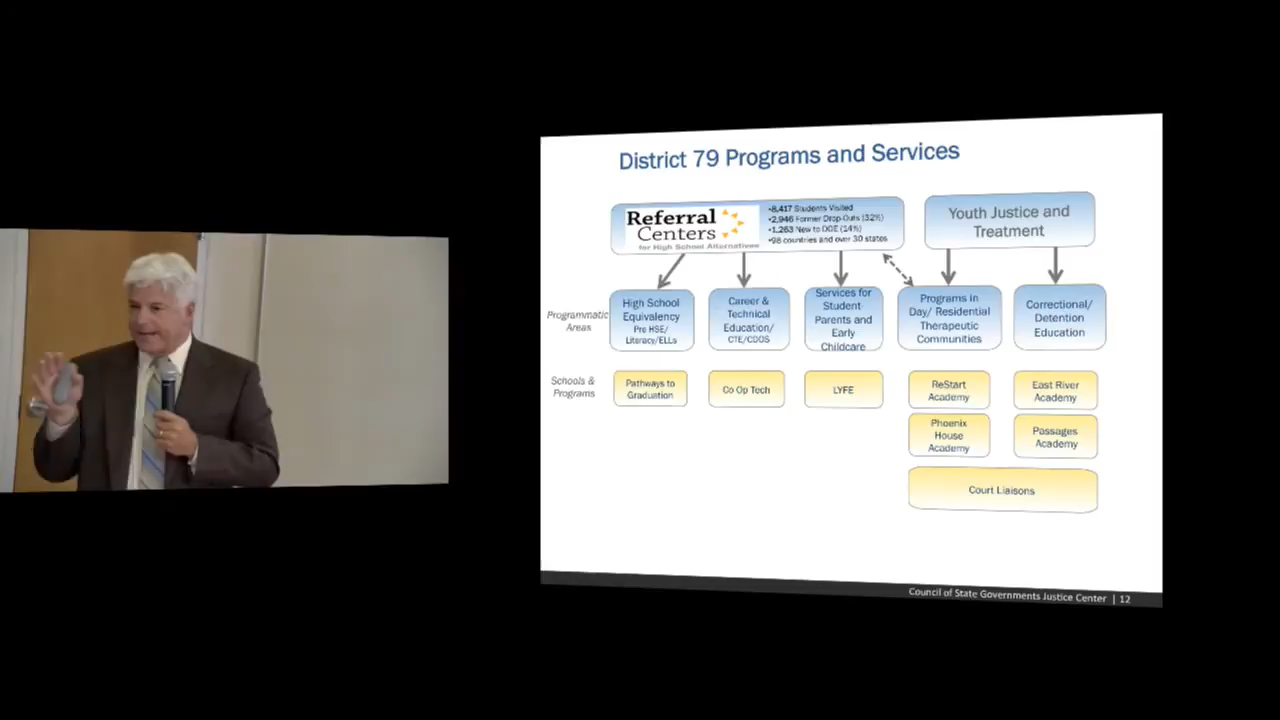 District 79 Programs and Services
Referral
Centers
for High School Alternatives
•8,417 Students Visited
•2,946 Former Drop-Outs (32%)
•1,263 New to DOE (14%)
•98 countries and over 30 states
Youth Justice and
Treatment
Programmatic
Areas
High School
Equivalency
Pre HSE/
Literacy/ELLs
Career &
Technical
Education/
CTE/CDOS
Services for
Student
Parents and
Early
Childcare
Programs in
Day/ Residential
Therapeutic
Communities
Correctional/
Detention
Education
Schools &
Programs
Pathways to
Graduation
Co Op Tech
LYFE
ReStart
Academy
East River
Academy
Phoenix
House
Academy
Passages
Academy
Court Liaisons
Council of State Governments Justice Center | 12